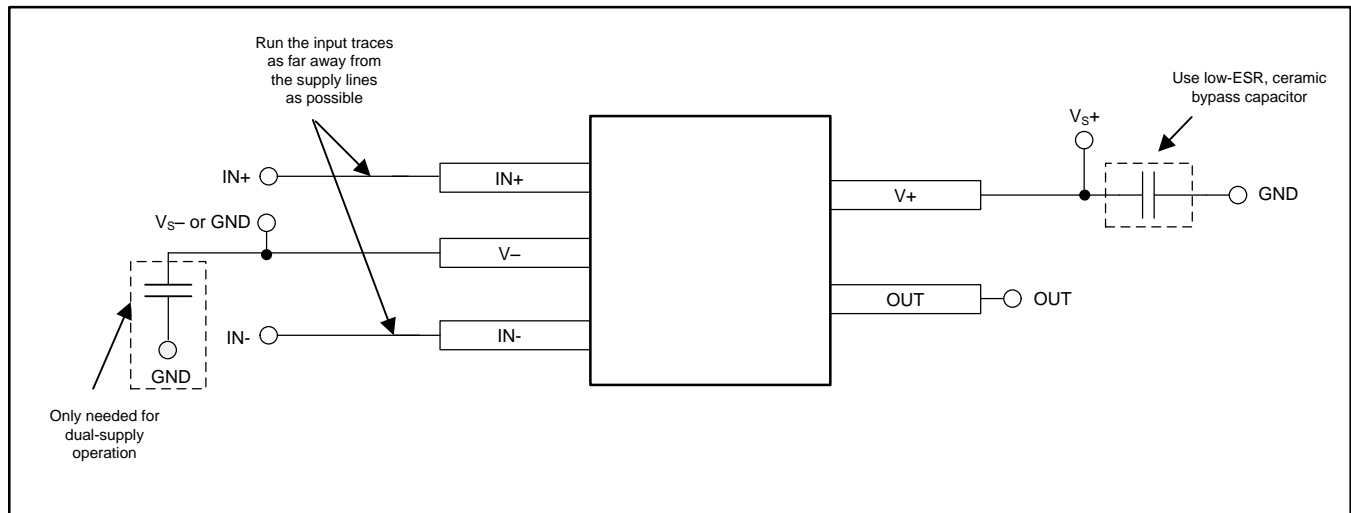 Run the input traces
as far away from
the supply lines
as possible
Use low-ESR, ceramic
bypass capacitor
VS+
IN+
IN+
V+
GND
VS– or GND
V–
OUT
OUT
IN-
IN-
GND
Only needed for
dual-supply
operation